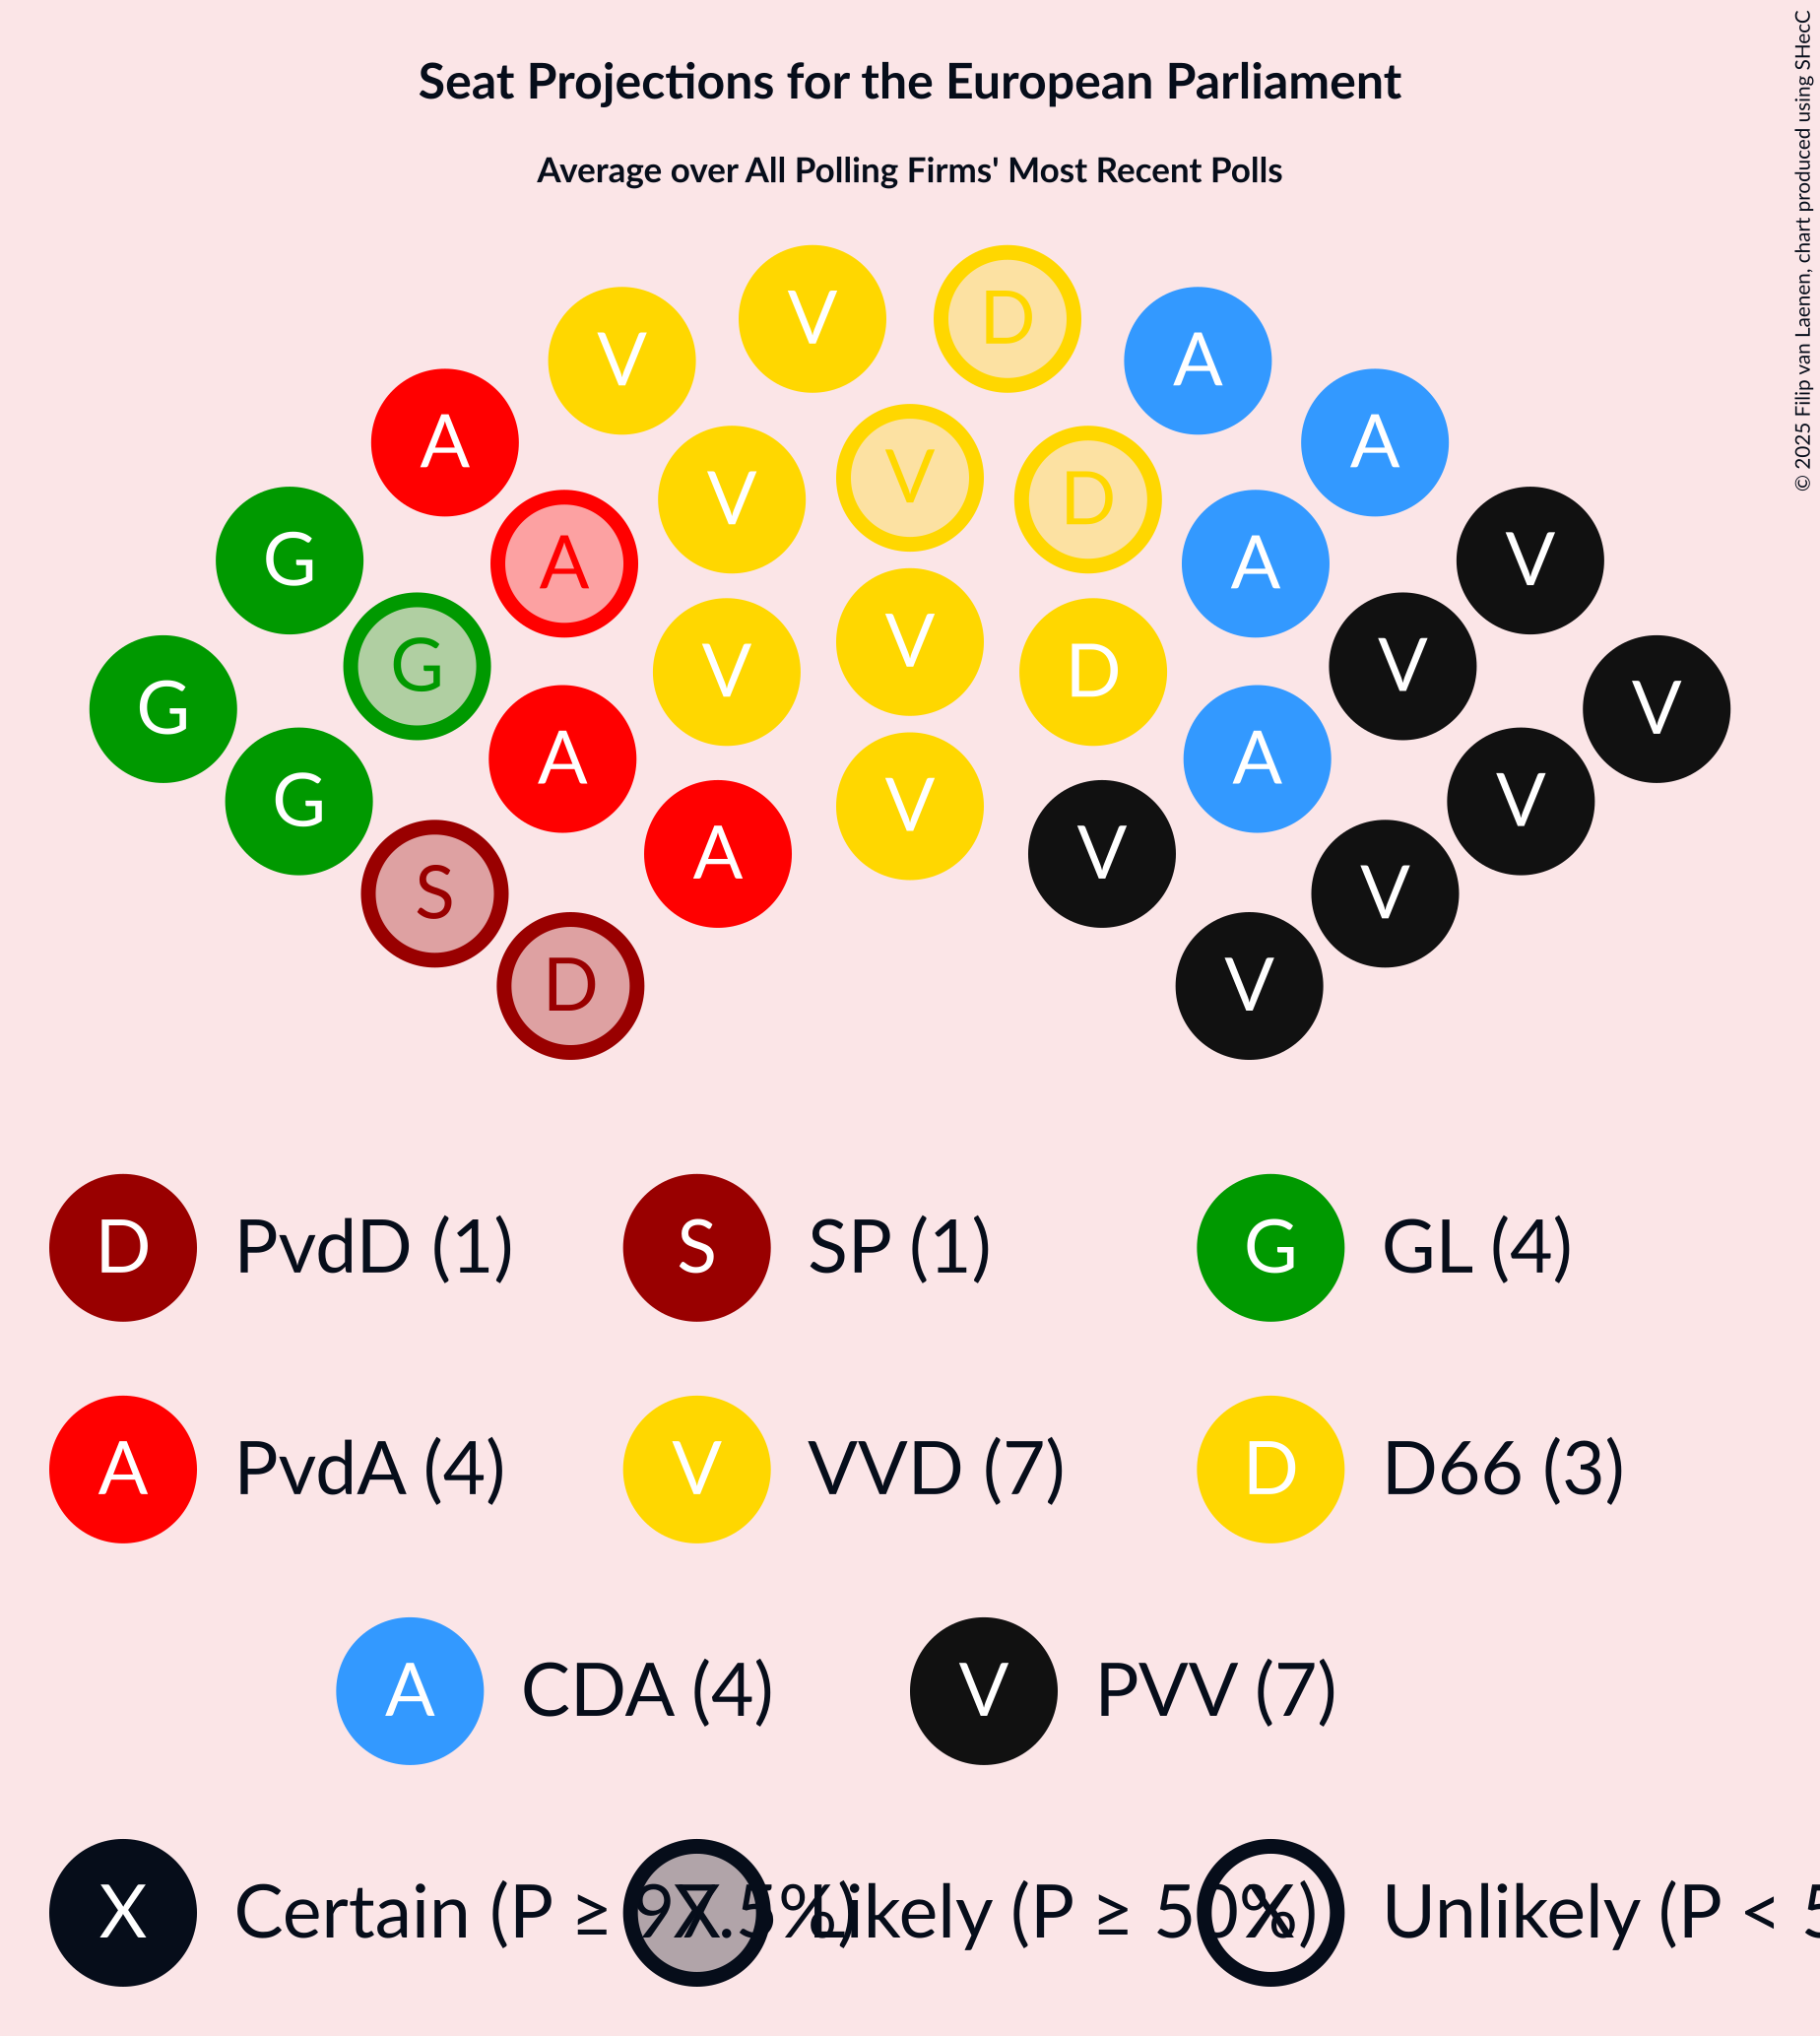 Seat Projections for the European Parliament
Average over All Polling Firms' Most Recent Polls
© 2025 Filip van Laenen, chart produced using SHecC
V D
V A
A V A
V V D
G A A V
G V D V
G A A V
G V V
S A V V
D V
D PvdD (1) S SP (1) G GL (4)
A PvdA (4) V VVD (7) D D66 (3)
A CDA (4) V PVV (7)
X Certain (P ≥ 97.5%) X Likely (P ≥ 50%) X Unlikely (P < 5